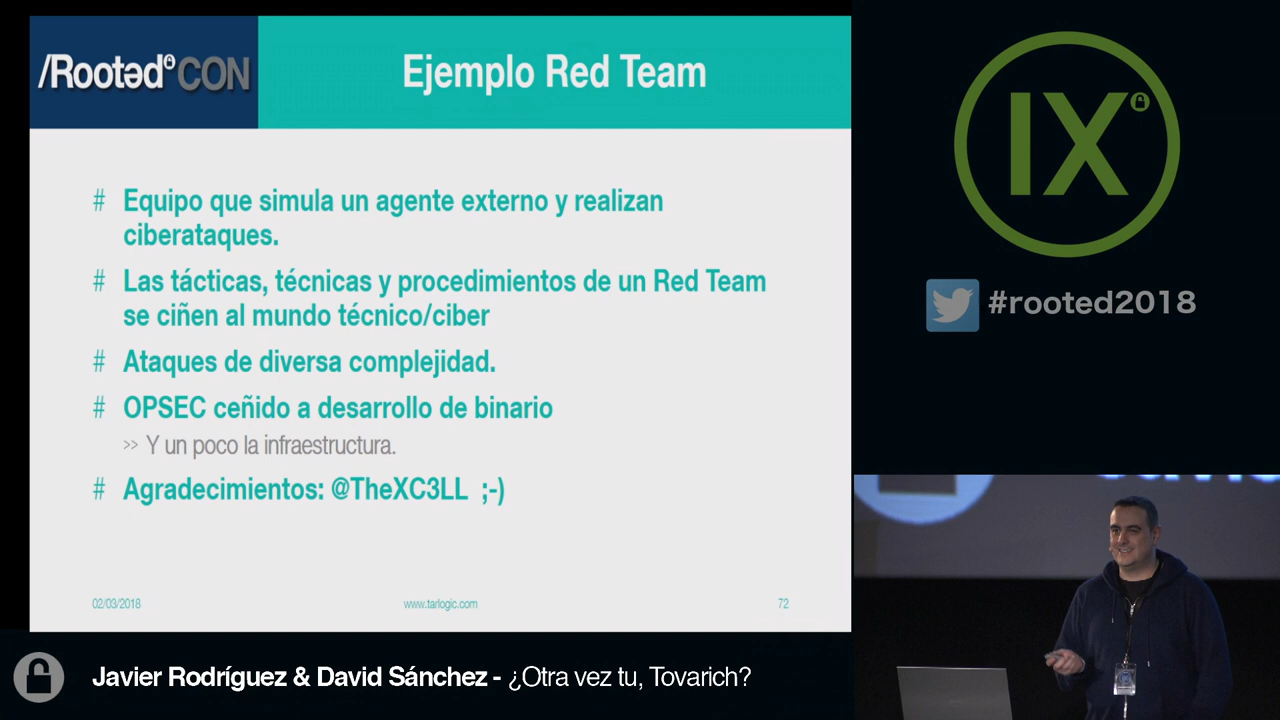 /RootedCON
Ejemplo Red Team
# Equipo que simula un agente externo y realizan
ciberataques.
# Las tácticas, técnicas y procedimientos de un Red Team
se ciñen al mundo técnico/ciber
# Ataques de diversa complejidad.
# OPSEC ceñido a desarrollo de binario
>> Y un poco la infraestructura.
# Agradecimientos: @TheXC3LL ;-)
02/03/2018
www.tarlogic.com
72
IX
#rooted2018
Javier Rodríguez & David Sánchez - ¿Otra vez tu, Tovarich?